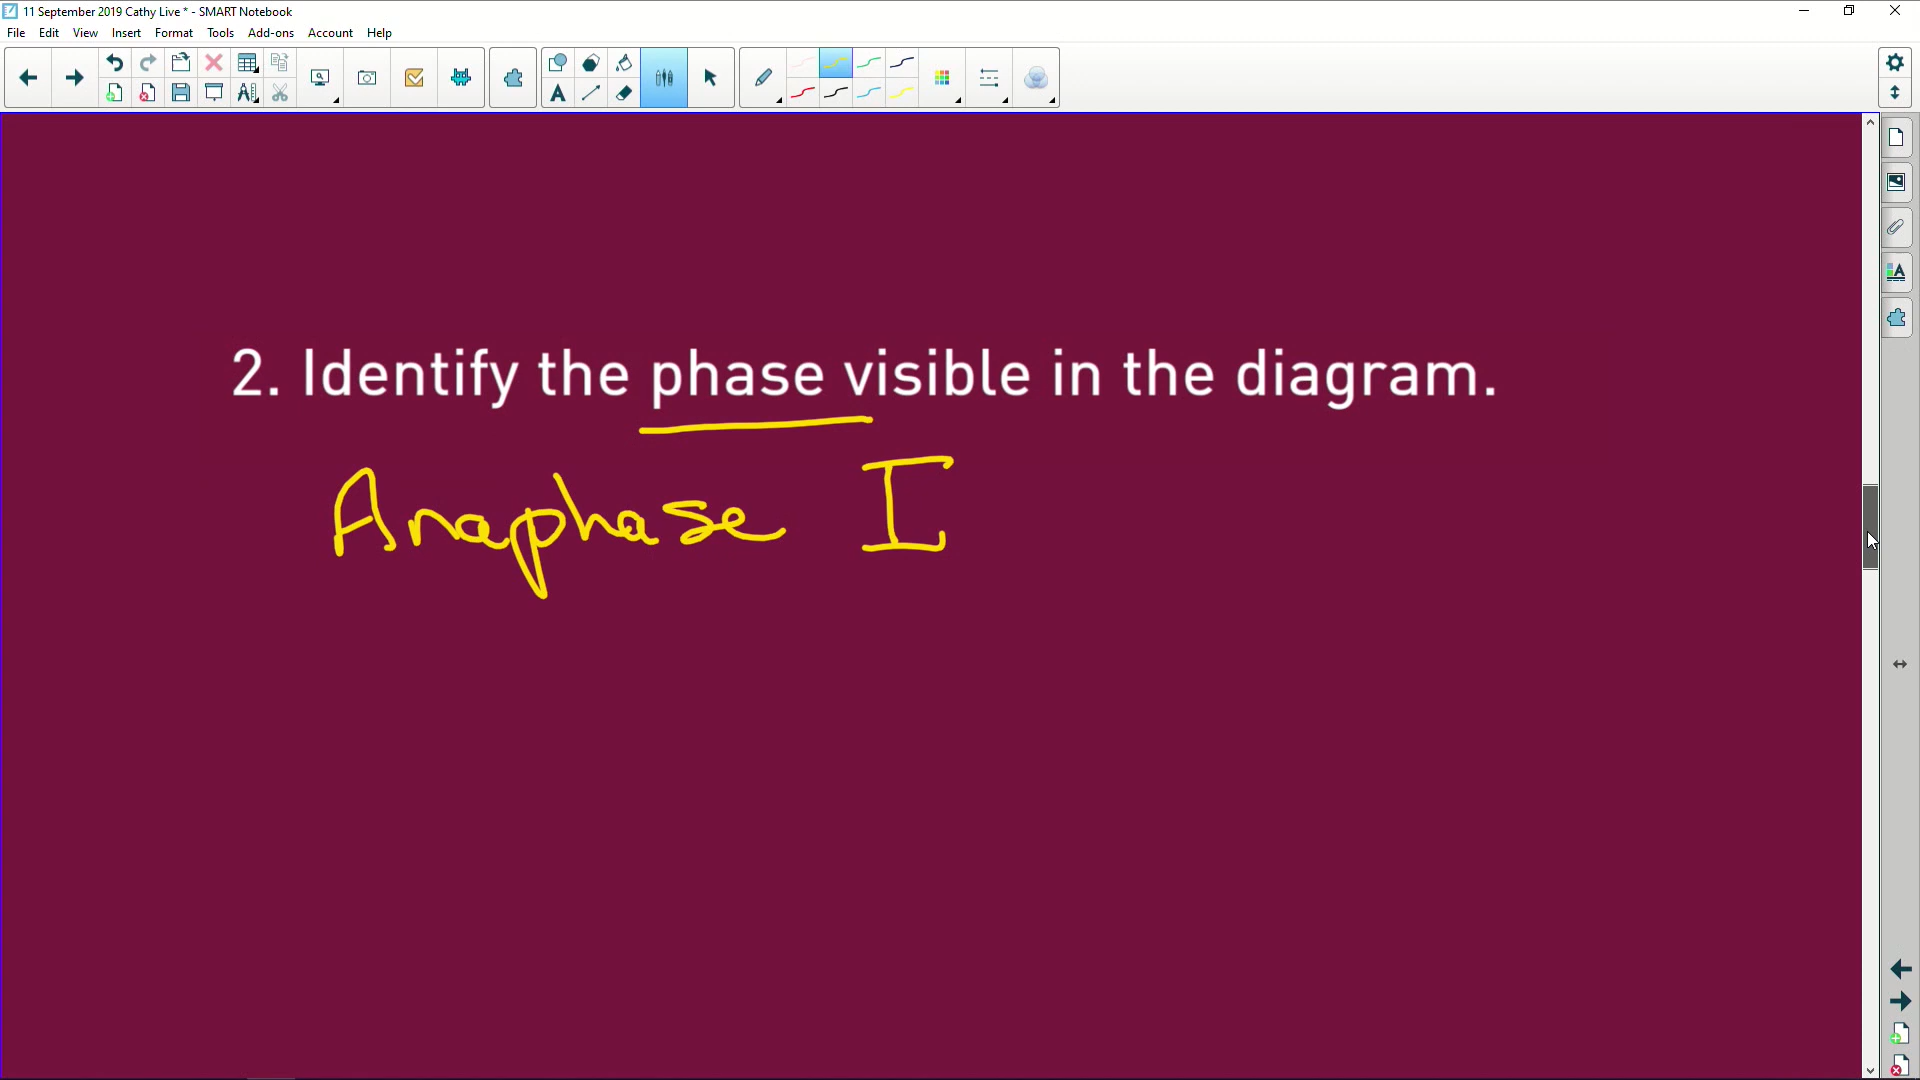 11 September 2019 Cathy Live * - SMART Notebook
File Edit View Insert Format Tools Add-ons Account Help
2. Identify the phase visible in the diagram.
Anaphase I